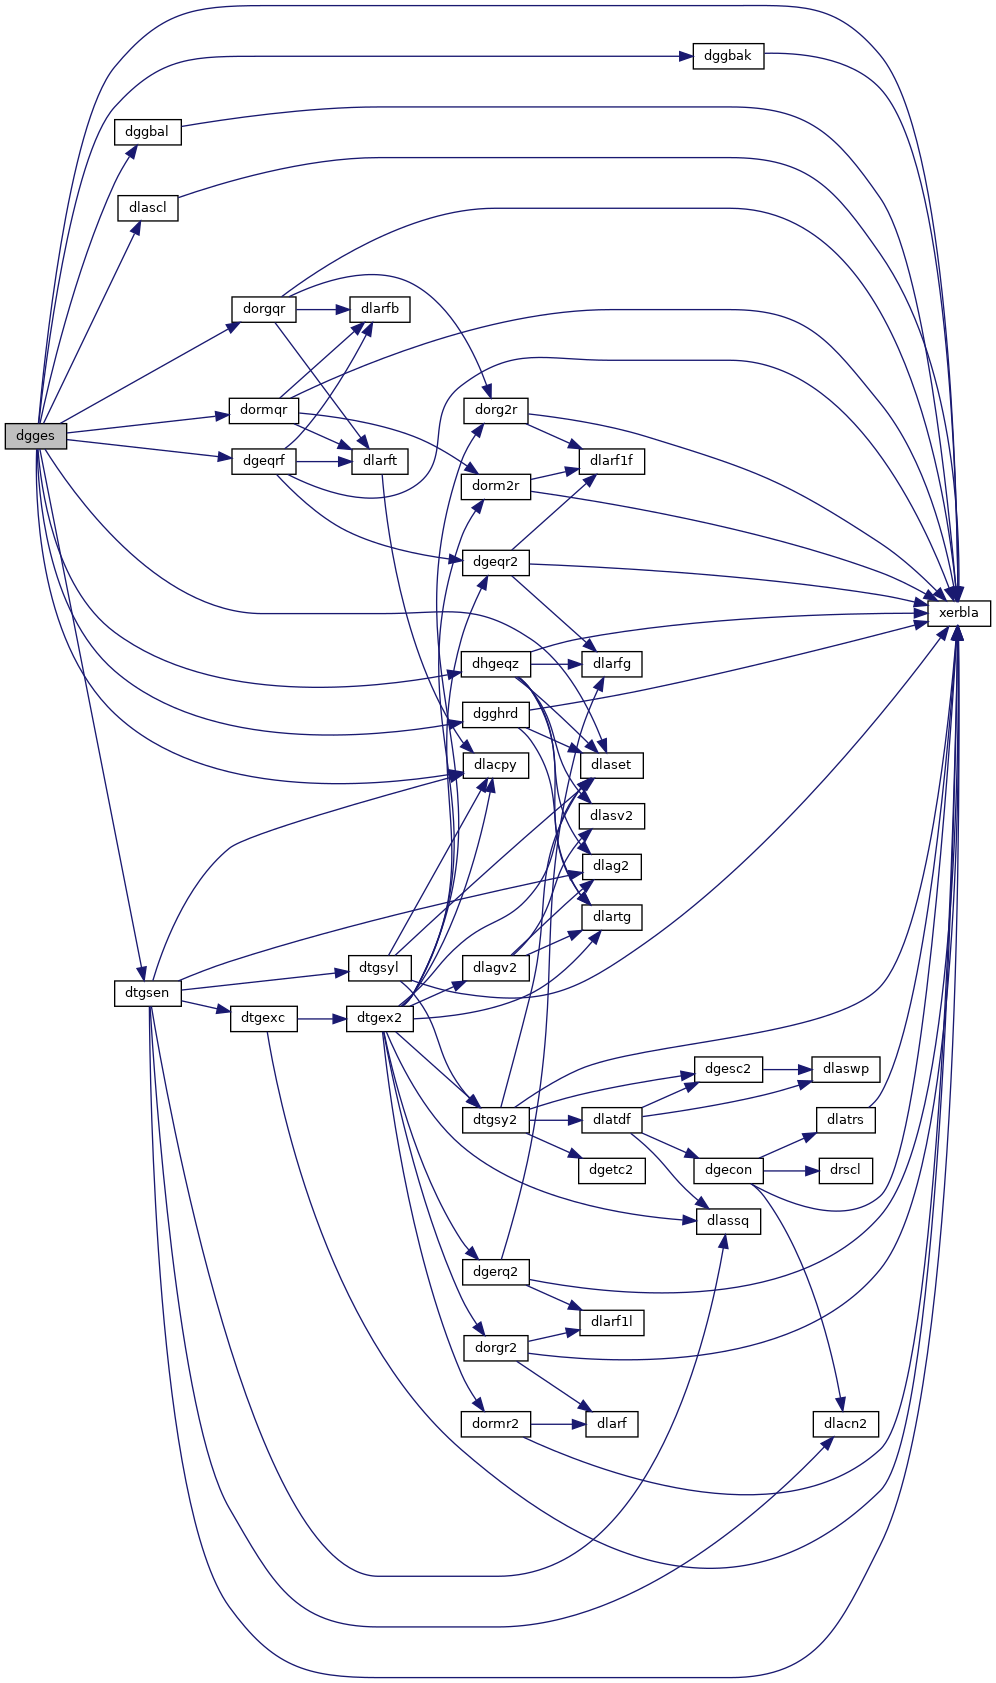 dggbak
dggbal
dlascl
dorgqr
dlarfb
dormqr
dorg2r
dgges
dgeqrf
dlarft
dlarf1f
dorm2r
dgeqr2
xerbla
dhgeqz
dlarfg
dgghrd
dlacpy
dlaset
dlasv2
dlag2
dlartg
dtgsyl
dlagv2
dtgsen
dtgexc
dtgex2
dgesc2
dlaswp
dtgsy2
dlatdf
dlatrs
dgetc2
dgecon
drscl
dlassq
dgerq2
dlarf1l
dorgr2
dormr2
dlarf
dlacn2